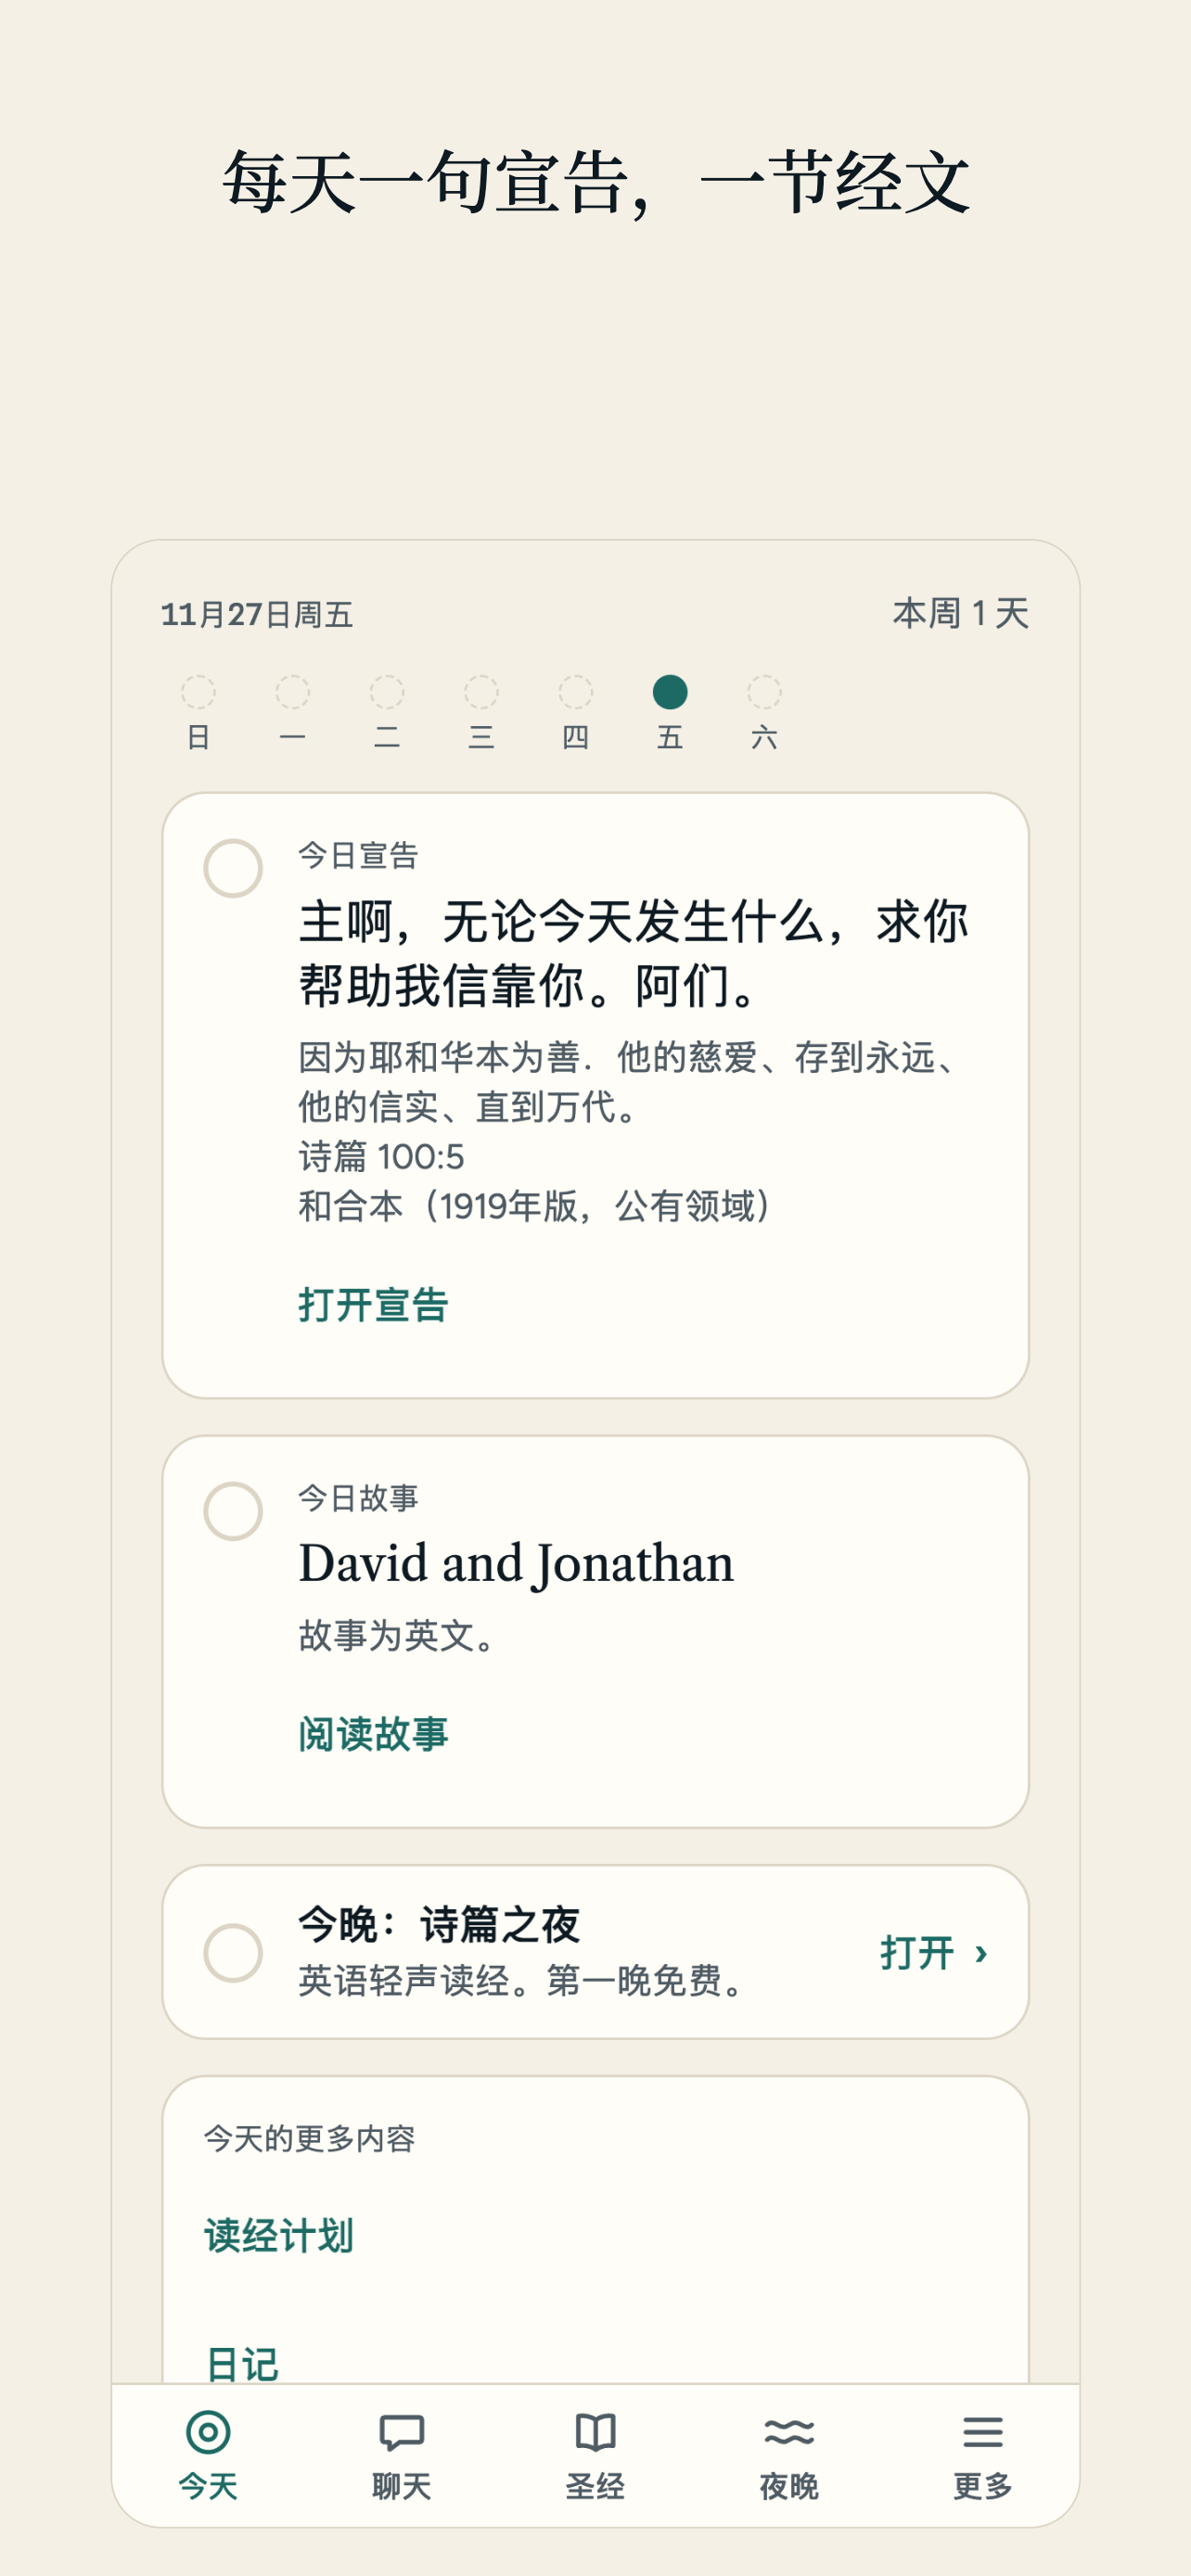 每天一句宣告，一节经文
11月27日周五
本周 1 天
日 一 二 三 四 五 六
今日宣告
主啊，无论今天发生什么，求你
帮助我信靠你。阿们。
因为耶和华本为善．他的慈爱、存到永远、
他的信实、直到万代。
诗篇 100:5
和合本（1919年版，公有领域）
打开宣告
今日故事
David and Jonathan
故事为英文。
阅读故事
今晚：诗篇之夜
英语轻声读经。第一晚免费。
打开 ›
今天的更多内容
读经计划
日记
今天 聊天 圣经 夜晚 更多